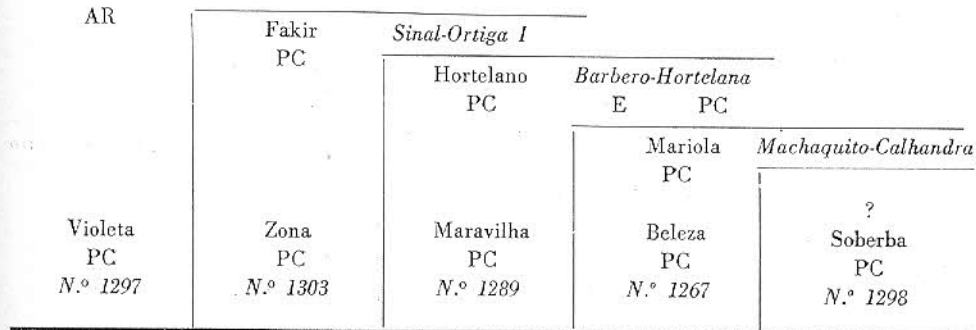 AR
Fakir Sinal-Ortiga I
PC
Hortelano Barbero-Hortelana
PC E PC
Mariola Machaquito-Calhandra
PC
?
Violeta Zona Maravilha Beleza Soberba
PC PC PC PC PC
N.º 1297 N.º 1303 N.º 1289 N.º 1267 N.º 1298